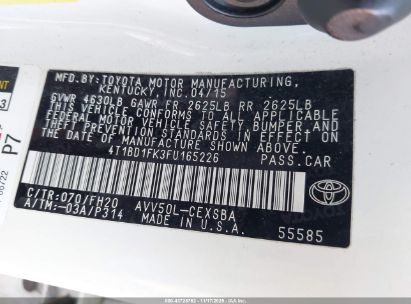 MFD.BY:TOYOTA MOTOR MANUFACTURING,
KENTUCKY, INC. 04/15
GVWR 4630LB GAWR FR 2625LB RR 2625LB
THIS VEHICLE CONFORMS TO ALL APPLICABLE
FEDERAL MOTOR VEHICLE SAFETY, BUMPER, AND
THEFT PREVENTION STANDARDS IN EFFECT ON
THE DATE OF MANUFACTURE SHOWN ABOVE.
4T1BD1FK3FU165226 PASS.CAR
C/TR:070/FH20 AVV50L-CEXSBA
A/TM:-03A/P314 MADE IN U.S.A.
TOYOTA
55585
P7